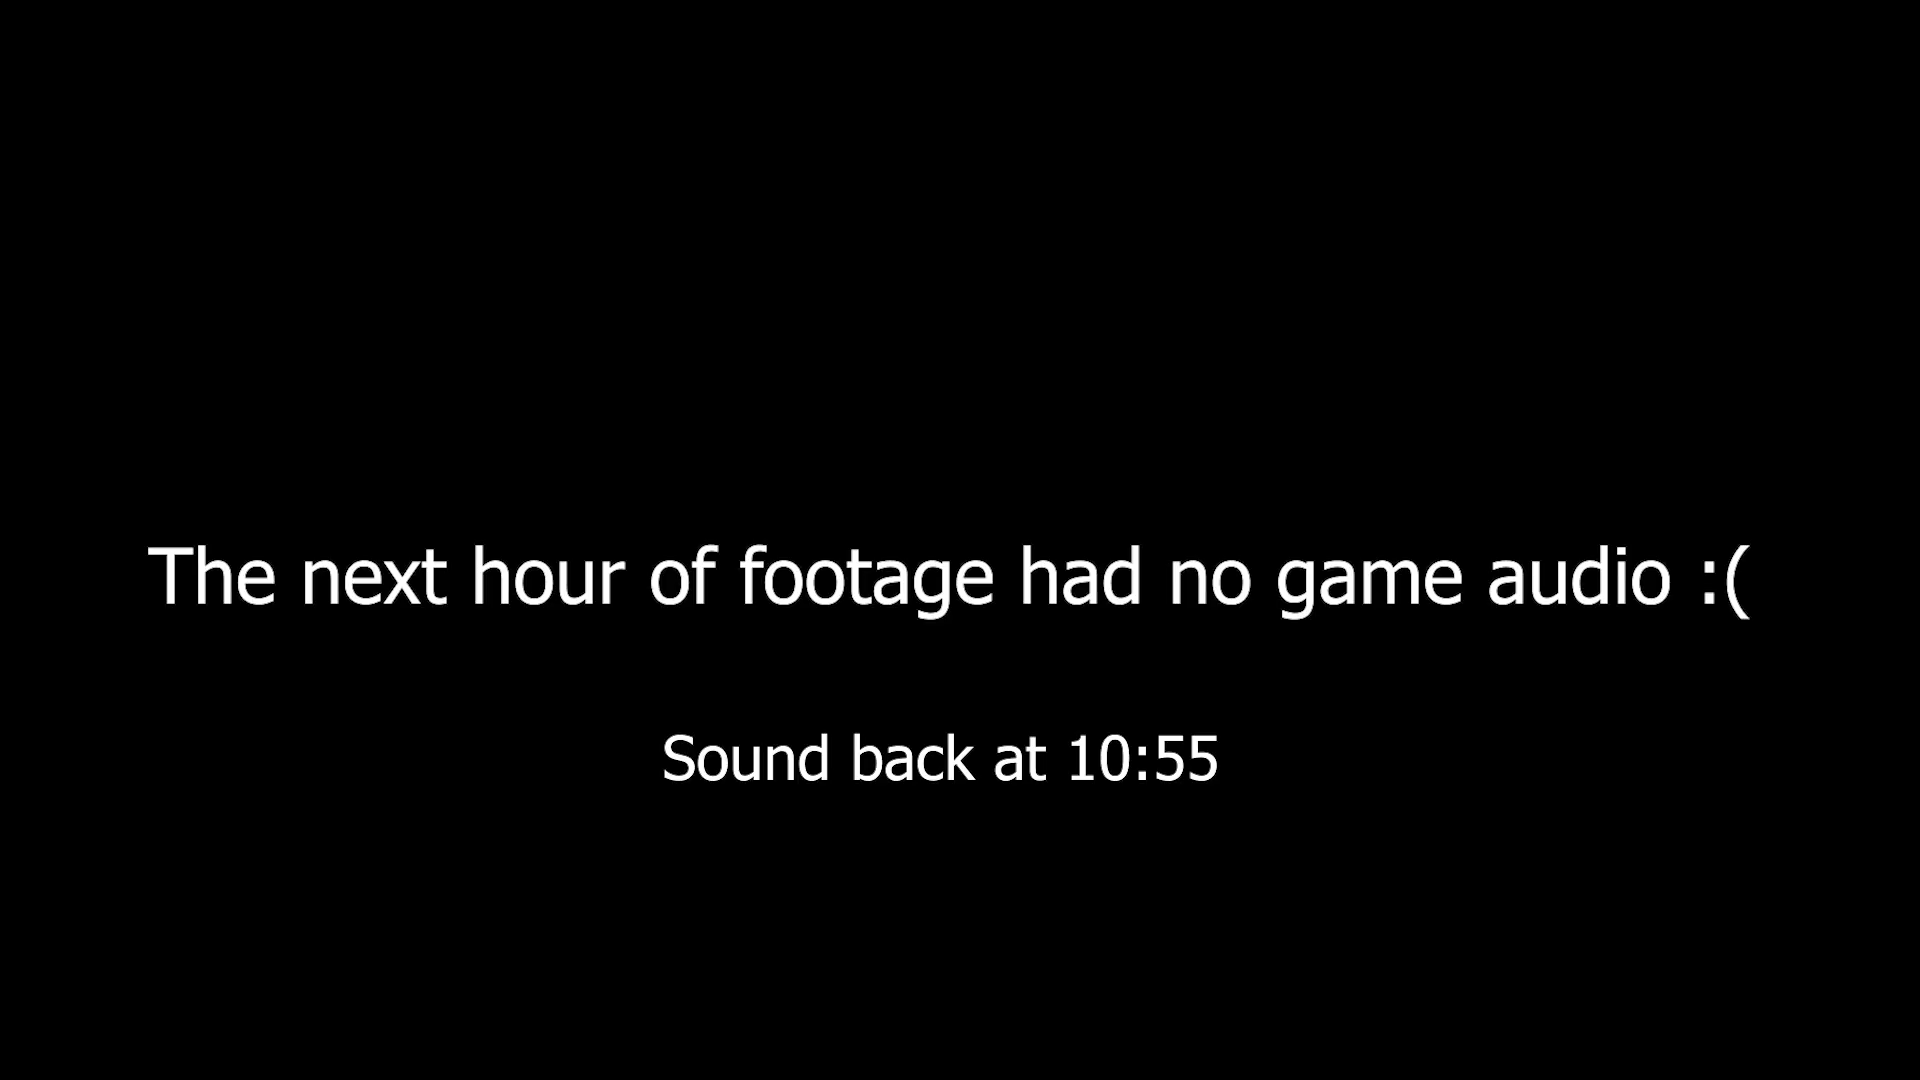 The next hour of footage had no game audio :(
Sound back at 10:55